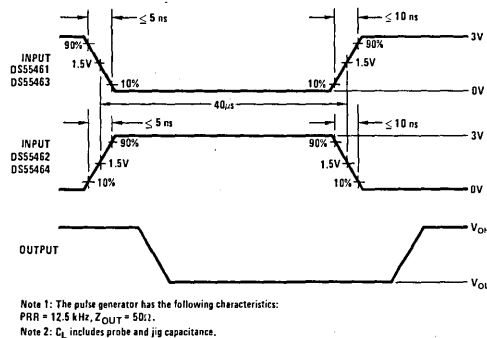 ≤ 5 ns
≤ 10 ns
90%
90%
3V
INPUT
DS55461
DS55463
1.5V
1.5V
10%
10%
0V
40μs
≤ 5 ns
≤ 10 ns
3V
90%
90%
INPUT
DS55462
DS55464
1.5V
1.5V
10%
10%
0V
OUTPUT
VOH
VOL
Note 1: The pulse generator has the following characteristics:
PRR = 12.5 kHz, ZOUT = 50Ω.
Note 2: CL includes probe and jig capacitance.